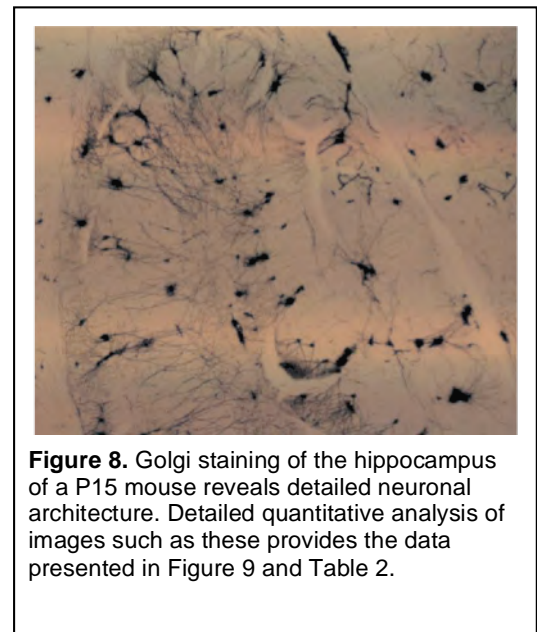 Figure 8. Golgi staining of the hippocampus
of a P15 mouse reveals detailed neuronal
architecture. Detailed quantitative analysis of
images such as these provides the data
presented in Figure 9 and Table 2.